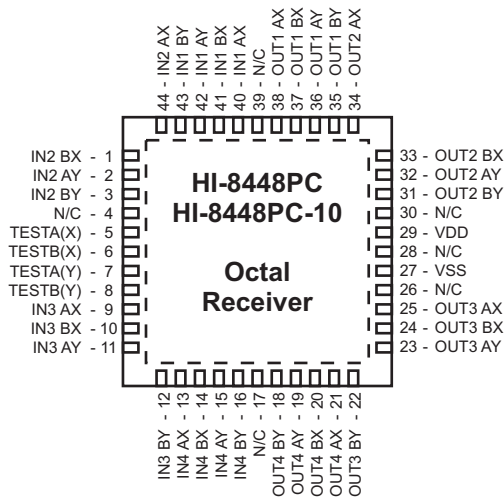 44 - IN2 AX
43 - IN1 BY
42 - IN1 AY
41 - IN1 BX
40 - IN1 AX
39 - N/C
38 - OUT1 AX
37 - OUT1 BX
36 - OUT1 AY
35 - OUT1 BY
34 - OUT2 AX
IN2 BX - 1
IN2 AY - 2
IN2 BY - 3
N/C - 4
TESTA(X) - 5
TESTB(X) - 6
TESTA(Y) - 7
TESTB(Y) - 8
IN3 AX - 9
IN3 BX - 10
IN3 AY - 11
HI-8448PC
HI-8448PC-10
Octal
Receiver
33 - OUT2 BX
32 - OUT2 AY
31 - OUT2 BY
30 - N/C
29 - VDD
28 - N/C
27 - VSS
26 - N/C
25 - OUT3 AX
24 - OUT3 BX
23 - OUT3 AY
IN3 BY - 12
IN4 AX - 13
IN4 BX - 14
IN4 AY - 15
IN4 BY - 16
N/C - 17
OUT4 BY - 18
OUT4 AY - 19
OUT4 BX - 20
OUT4 AX - 21
OUT3 BY - 22